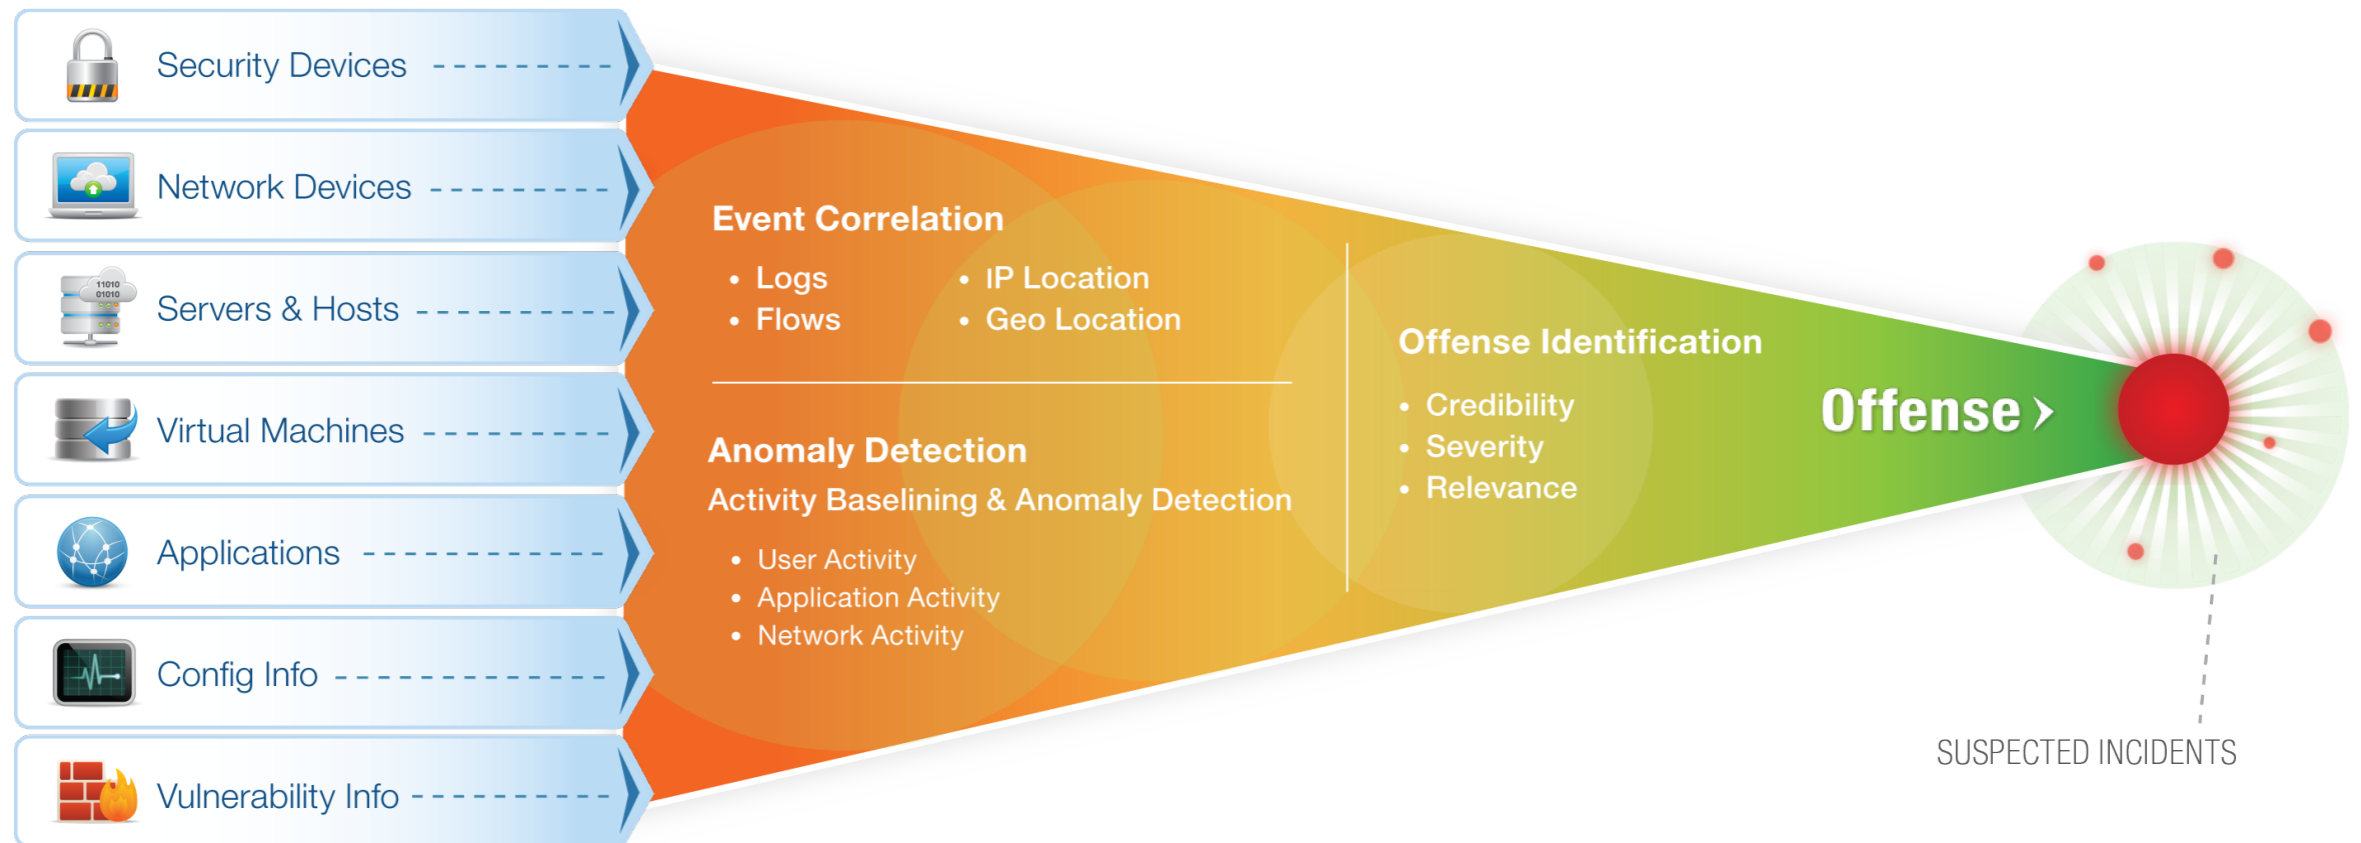 Security Devices
Network Devices
11010
01010
Servers & Hosts
Virtual Machines
Applications
Config Info
Vulnerability Info
Event Correlation
• Logs
• Flows
• IP Location
• Geo Location
Anomaly Detection
Activity Baselining & Anomaly Detection
• User Activity
• Application Activity
• Network Activity
Offense Identification
• Credibility
• Severity
• Relevance
Offense ›
SUSPECTED INCIDENTS